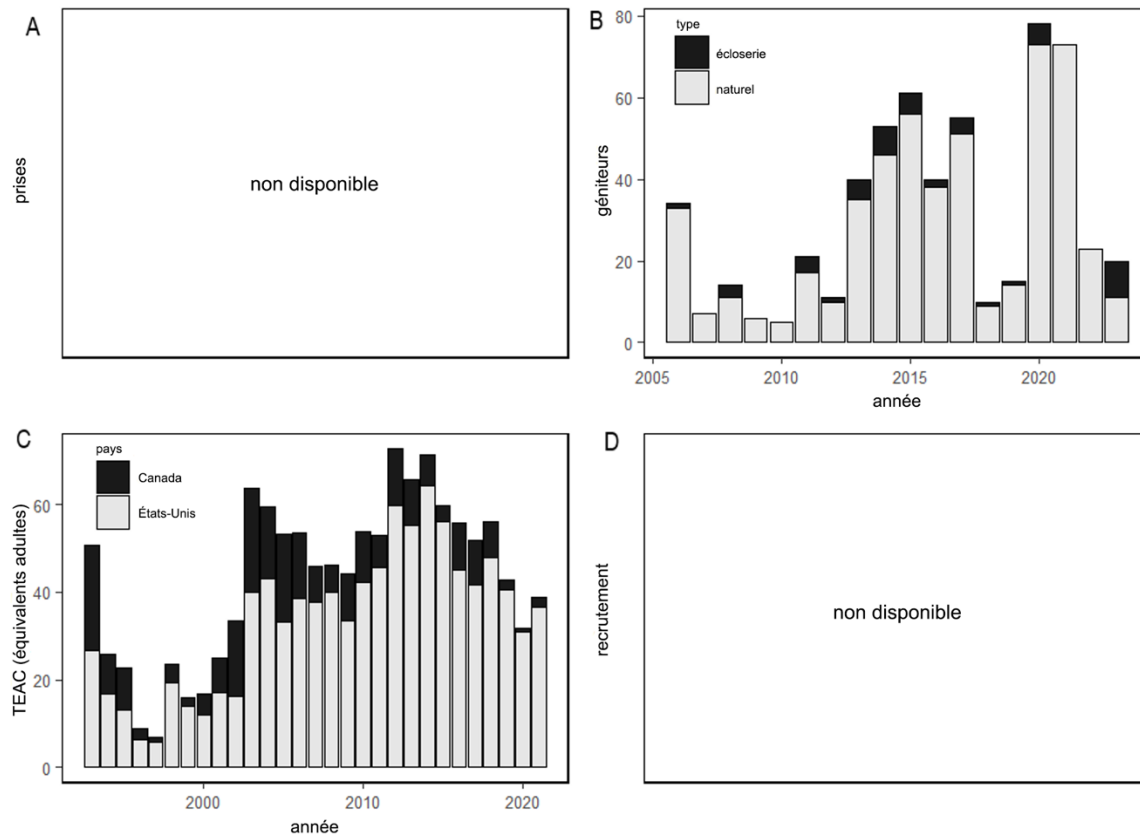 A
prises
non disponible
B
type
écloserie
naturel
géniteurs
80
60
40
20
0
2005
2010
2015
2020
année
C
pays
Canada
États-Unis
TEAC (équivalents adultes)
60
40
20
0
2000
2010
2020
année
D
recrutement
non disponible